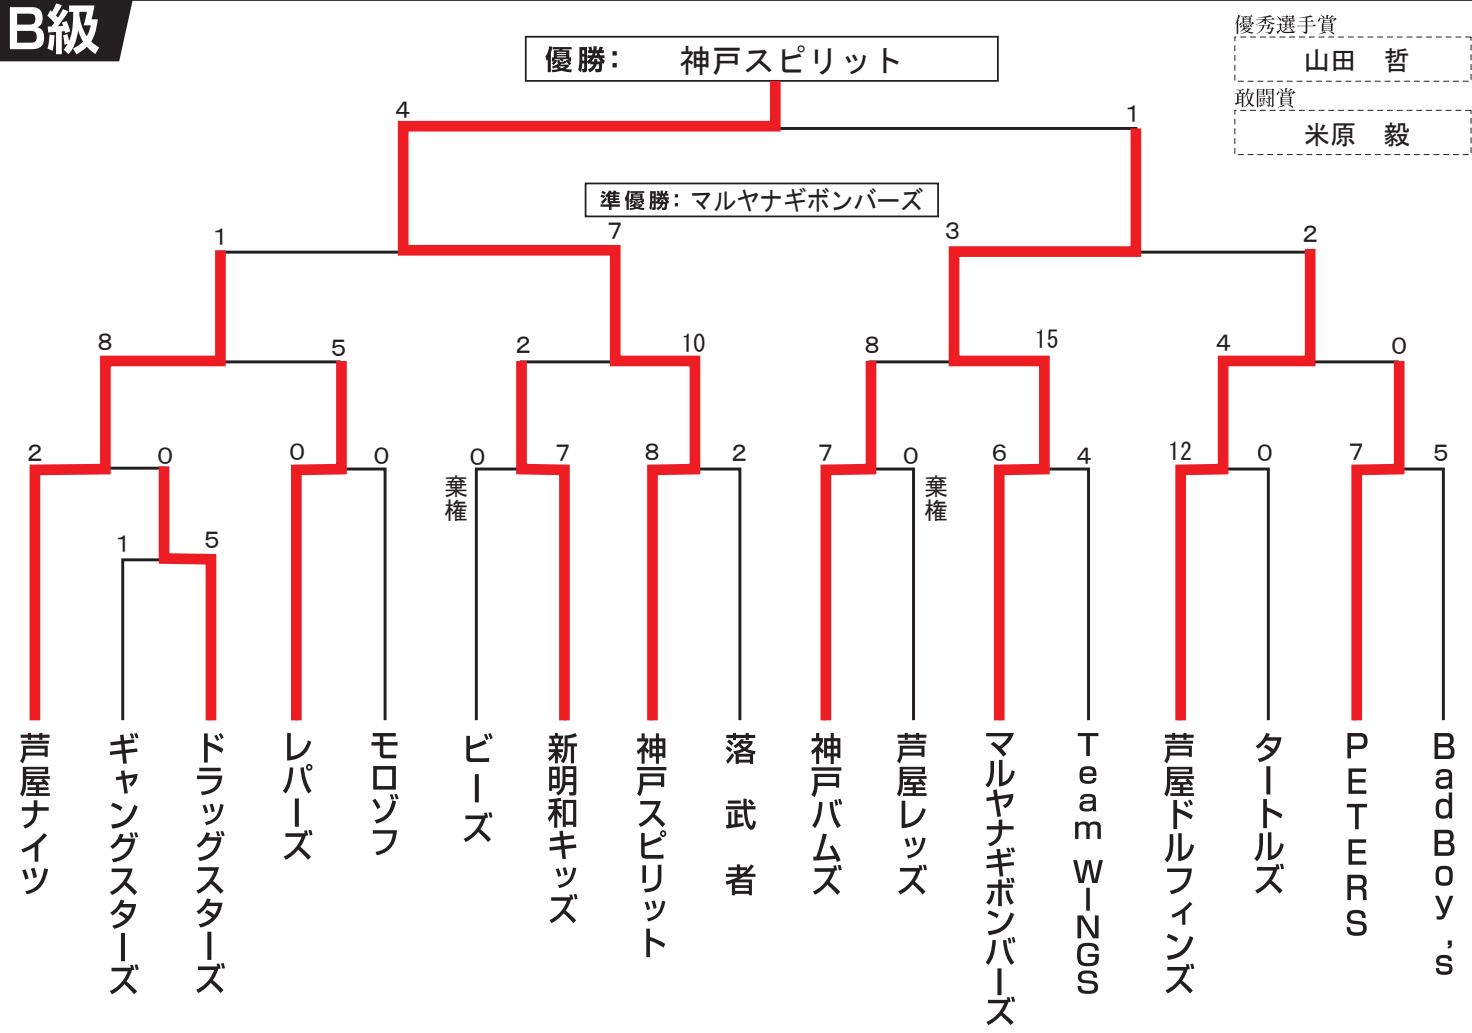 B級
優秀選手賞
山田 哲
敢闘賞
米原 毅
優勝： 神戸スピリット
4
1
準優勝：マルヤナギボンバーズ
1
7
3
2
8
5
2
10
8
15
4
0
2
0
0
0
0
7
8
2
7
0
6
4
12
0
7
5
棄権
棄権
1
5
芦屋ナイツ
ギャングスターズ
ドラッグスターズ
レパーズ
モロゾフ
ビーズ
新明和キッズ
神戸スピリット
落武者
神戸バムズ
芦屋レッズ
マルヤナギボンバーズ
Team WINGS
芦屋ドルフィンズ
タートルズ
PETERS
Bad Boy's